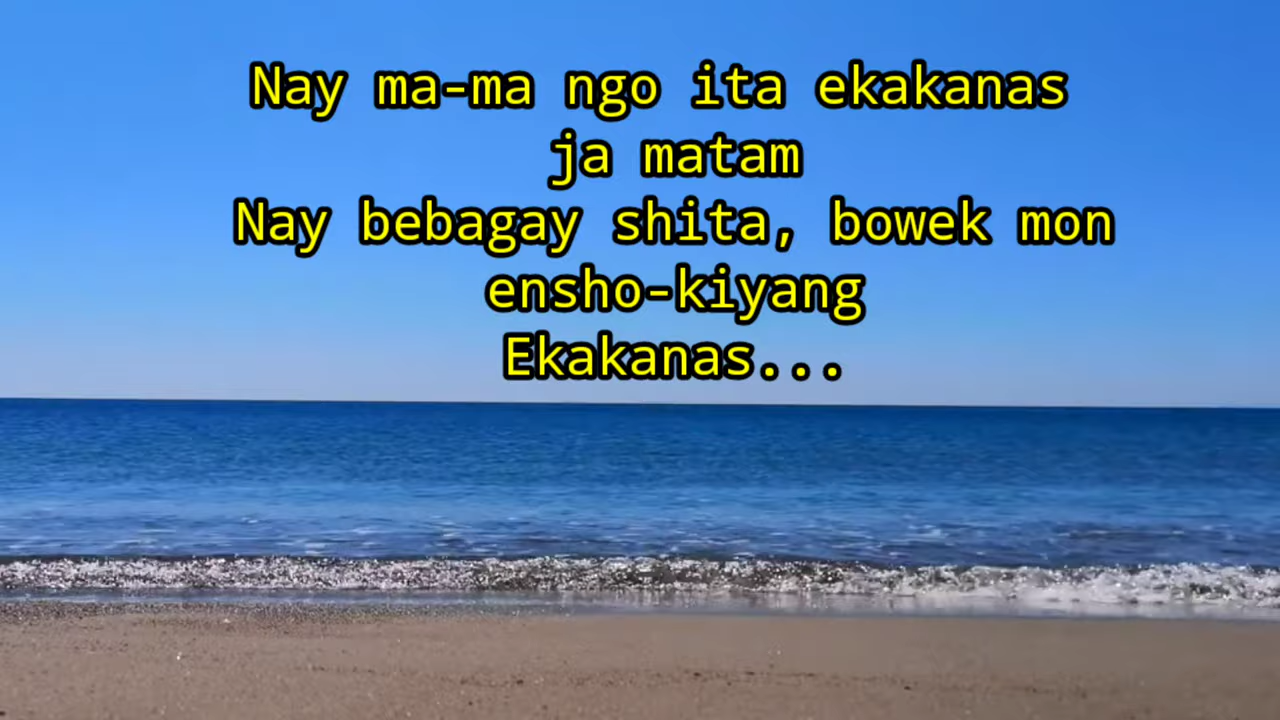 Nay ma-ma ngo ita ekakanas
ja matam
Nay bebagay shita, bowek mon
ensho-kiyang
Ekakanas...